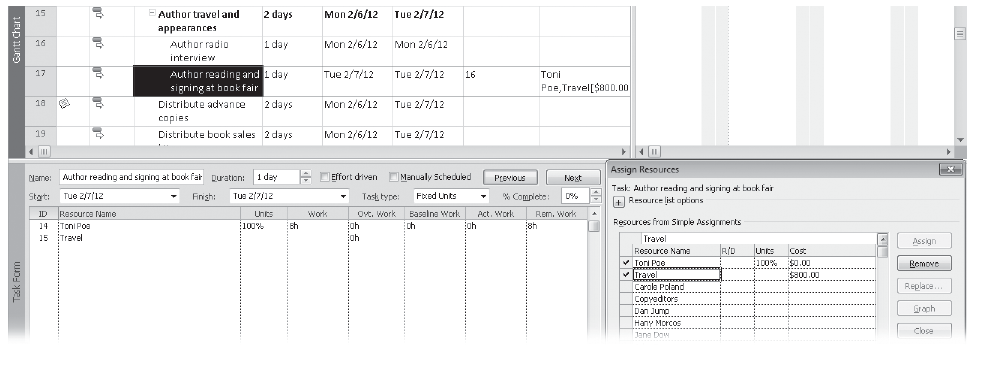 Gantt Chart
15 Author travel and appearances 2 days Mon 2/6/12 Tue 2/7/12
16 Author radio interview 1 day Mon 2/6/12 Mon 2/6/12
17 Author reading and signing at book fair 1 day Tue 2/7/12 Tue 2/7/12 16 Toni Poe,Travel[$800.00
18 Distribute advance copies 2 days Mon 2/6/12 Tue 2/7/12
19 Distribute book sales 2 days Mon 2/6/12 Tue 2/7/12
Task Form
Name: Author reading and signing at book fair Duration: 1 day Effort driven Manually Scheduled Previous Next
Start: Tue 2/7/12 Finish: Tue 2/7/12 Task type: Fixed Units % Complete: 0%
ID Resource Name Units Work Ovt. Work Baseline Work Act. Work Rem. Work
14 Toni Poe 100% 8h 0h 0h 0h 8h
15 Travel 0h
Assign Resources
Task: Author reading and signing at book fair
+ Resource list options
Resources from Simple Assignments
Travel
Resource Name R/D Units Cost
Toni Poe 100% $0.00
Travel $800.00
Carole Poland
Copyeditors
Dan Jump
Hany Morcos
Jane Dow
Assign
Remove
Replace...
Graph
Close